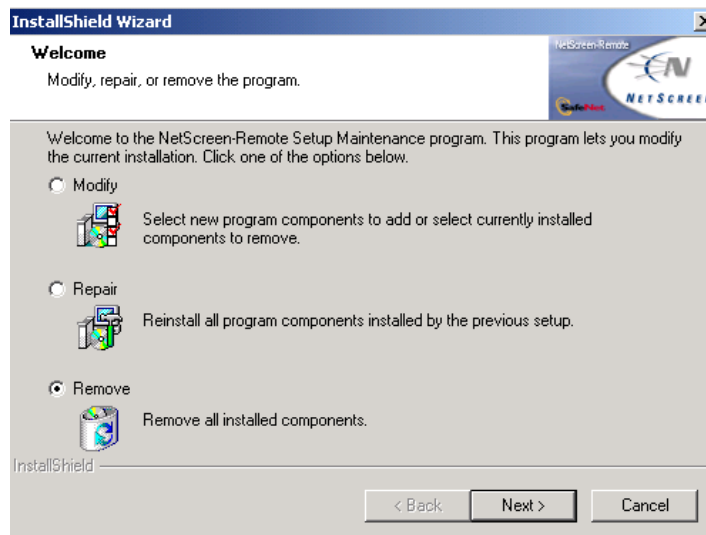 InstallShield Wizard
Welcome
Modify, repair, or remove the program.
NetScreen-Remote
SafeNet
NETSCREE
Welcome to the NetScreen-Remote Setup Maintenance program. This program lets you modify
the current installation. Click one of the options below.
Modify
Select new program components to add or select currently installed
components to remove.
Repair
Reinstall all program components installed by the previous setup.
Remove
Remove all installed components.
InstallShield
< Back
Next >
Cancel